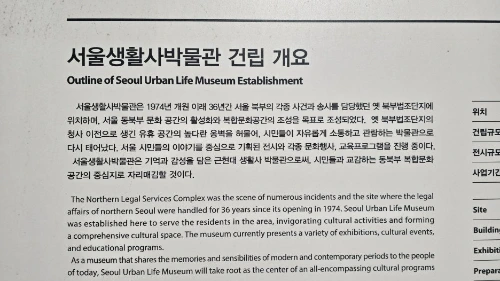 서울생활사박물관 건립 개요
Outline of Seoul Urban Life Museum Establishment
서울생활사박물관은 1974년 개원 이래 36년간 서울 북부의 각종 사건과 송사를 담당했던 옛 북부법조단지에
위치하며, 서울 동북부 문화 공간의 활성화와 복합문화공간의 조성을 목표로 조성되었다. 옛 북부법조단지의
청사 이전으로 생긴 유휴 공간의 높다란 옹벽을 허물어, 시민들이 자유롭게 소통하고 관람하는 박물관으로
다시 태어났다. 서울 시민들의 이야기를 중심으로 기획된 전시와 각종 문화행사, 교육프로그램을 진행 중이다.
서울생활사박물관은 기억과 감성을 담은 근현대 생활사 박물관으로써, 시민들과 교감하는 동북부 복합문화
공간의 중심지로 자리매김할 것이다.
The Northern Legal Services Complex was the scene of numerous incidents and the site where the legal
affairs of northern Seoul were handled for 36 years since its opening in 1974. Seoul Urban Life Museum
was established here to serve the residents in the area, invigorating cultural activities and forming
a comprehensive cultural space. The museum currently presents a variety of exhibitions, cultural events,
and educational programs.
As a museum that shares the memories and sensibilities of modern and contemporary periods to the people
of today, Seoul Urban Life Museum will take root as the center of an all-encompassing cultural programs
위치
건립규모
전시규모
사업기간
Site
Building
Exhibiti
Prepara